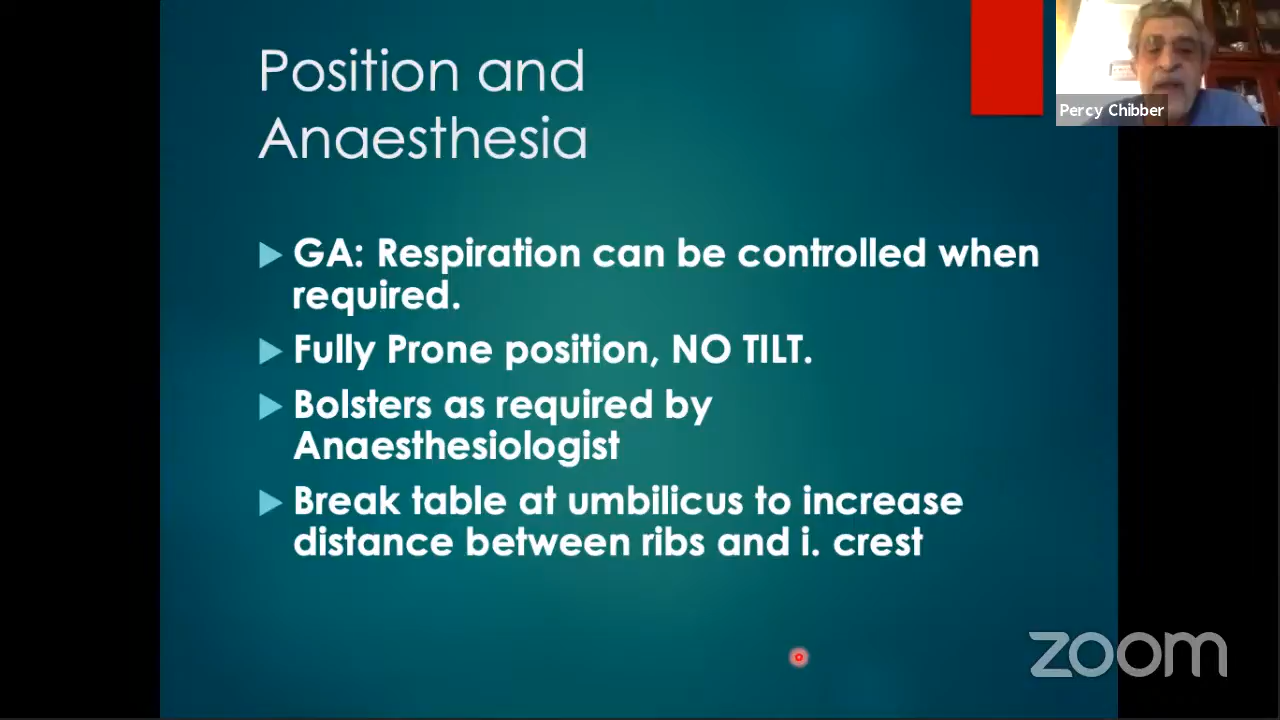 Position and
Anaesthesia
Percy Chibber
GA: Respiration can be controlled when
required.
Fully Prone position, NO TILT.
Bolsters as required by
Anaesthesiologist
Break table at umbilicus to increase
distance between ribs and i. crest
zoom